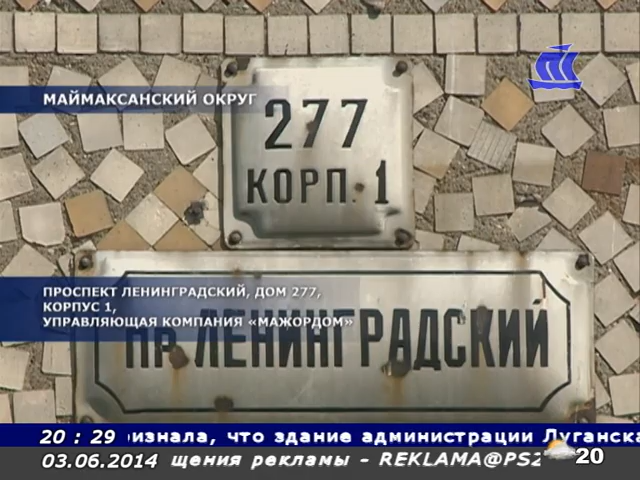 МАЙМАКСАНСКИЙ ОКРУГ
277
КОРП. 1
ПРОСПЕКТ ЛЕНИНГРАДСКИЙ, ДОМ 277,
КОРПУС 1,
УПРАВЛЯЮЩАЯ КОМПАНИЯ «МАЖОРДОМ»
ПР ЛЕНИНГРАДСКИЙ
20 : 29 ризнала, что здание администрации Луганска
03.06.2014 щения рекламы - REKLAMA@PS2 20